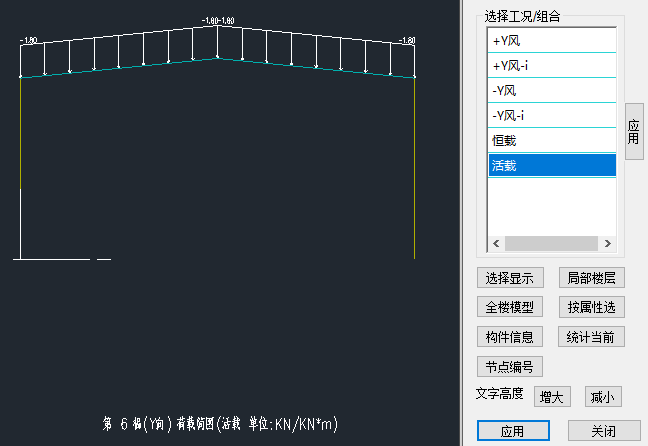 -1.80
-1.80-1.80
-1.80
第 6 榀(Y向) 荷载简图(活载 单位:KN/KN*m)
选择工况/组合
+Y风
+Y风-i
-Y风
-Y风-i
恒载
活载
应用
选择显示
局部楼层
全楼模型
按属性选
构件信息
统计当前
节点编号
文字高度
增大
减小
应用
关闭